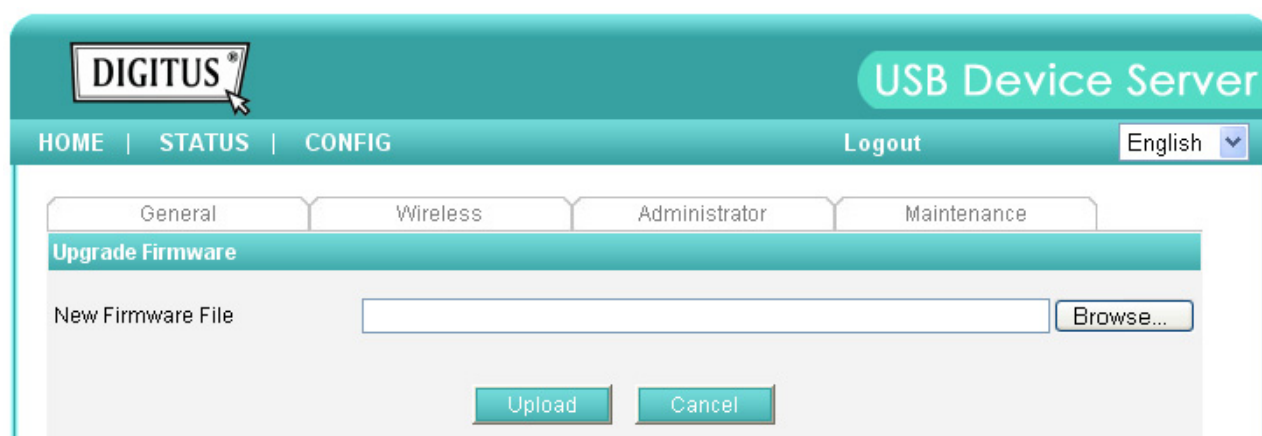 DIGITUS®
USB Device Server
HOME | STATUS | CONFIG Logout English
General Wireless Administrator Maintenance
Upgrade Firmware
New Firmware File Browse...
Upload Cancel